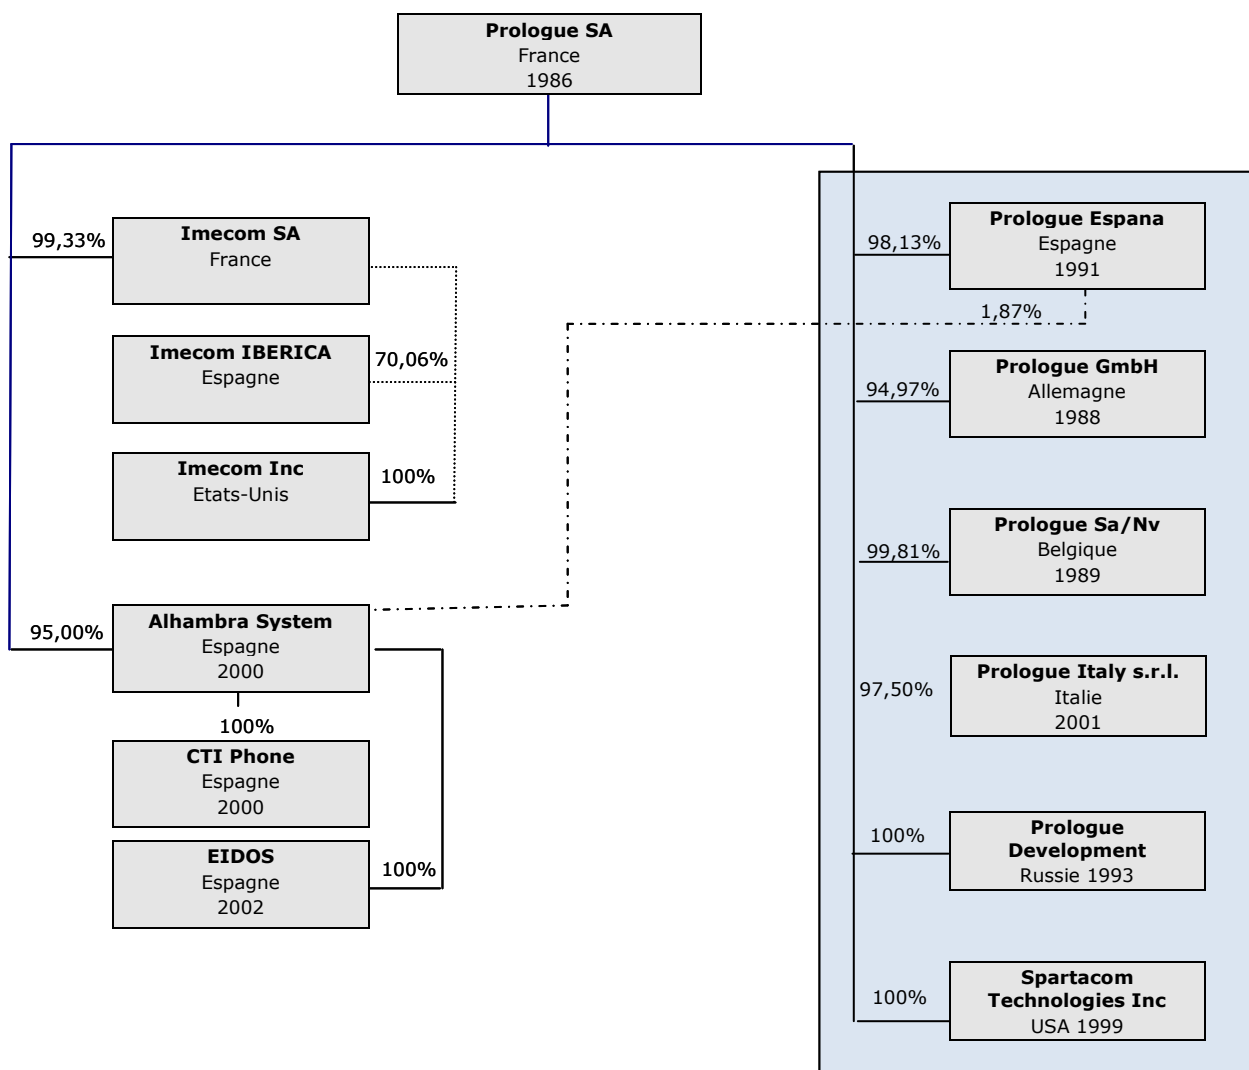 Prologue SA
France
1986
99,33%
Imecom SA
France
Imecom IBERICA
Espagne
70,06%
Imecom Inc
Etats-Unis
100%
95,00%
Alhambra System
Espagne
2000
100%
CTI Phone
Espagne
2000
EIDOS
Espagne
2002
100%
98,13%
Prologue Espana
Espagne
1991
1,87%
94,97%
Prologue GmbH
Allemagne
1988
99,81%
Prologue Sa/Nv
Belgique
1989
97,50%
Prologue Italy s.r.l.
Italie
2001
100%
Prologue
Development
Russie 1993
100%
Spartacom
Technologies Inc
USA 1999